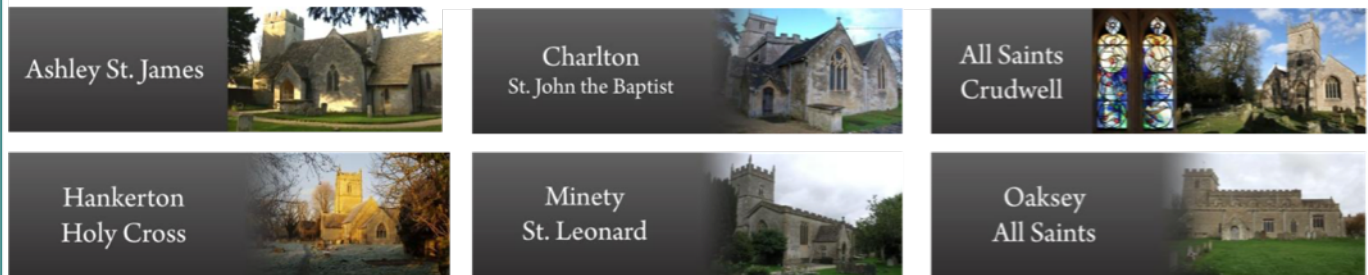 Ashley St. James
Charlton
St. John the Baptist
All Saints
Crudwell
Hankerton
Holy Cross
Minety
St. Leonard
Oaksey
All Saints